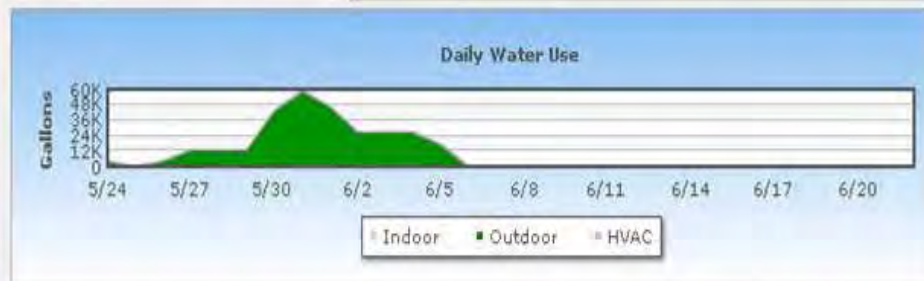 Daily Water Use
Gallons
60K
48K
36K
24K
12K
0
5/24 5/27 5/30 6/2 6/5 6/8 6/11 6/14 6/17 6/20
Indoor Outdoor HVAC